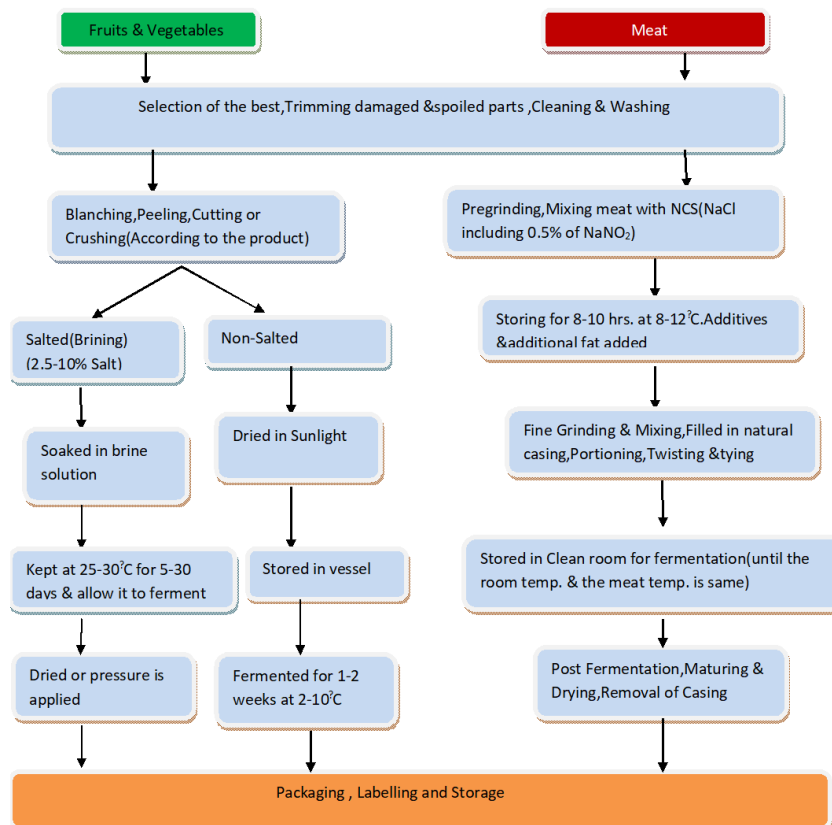 Fruits & Vegetables
Meat
Selection of the best,Trimming damaged &spoiled parts ,Cleaning & Washing
Blanching,Peeling,Cutting or
Crushing(According to the product)
Pregrinding,Mixing meat with NCS(NaCl
including 0.5% of NaNO₂)
Salted(Brining)
(2.5-10% Salt)
Non-Salted
Storing for 8-10 hrs. at 8-12?C.Additives
&additional fat added
Soaked in brine
solution
Dried in Sunlight
Fine Grinding & Mixing,Filled in natural
casing,Portioning,Twisting &tying
Kept at 25-30?C for 5-30
days & allow it to ferment
Stored in vessel
Stored in Clean room for fermentation(until the
room temp. & the meat temp. is same)
Dried or pressure is
applied
Fermented for 1-2
weeks at 2-10?C
Post Fermentation,Maturing &
Drying,Removal of Casing
Packaging , Labelling and Storage